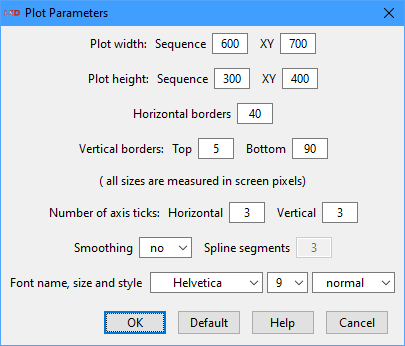 Plot Parameters
Plot width: Sequence 600 XY 700
Plot height: Sequence 300 XY 400
Horizontal borders 40
Vertical borders: Top 5 Bottom 90
( all sizes are measured in screen pixels)
Number of axis ticks: Horizontal 3 Vertical 3
Smoothing no Spline segments 3
Font name, size and style Helvetica 9 normal
OK Default Help Cancel